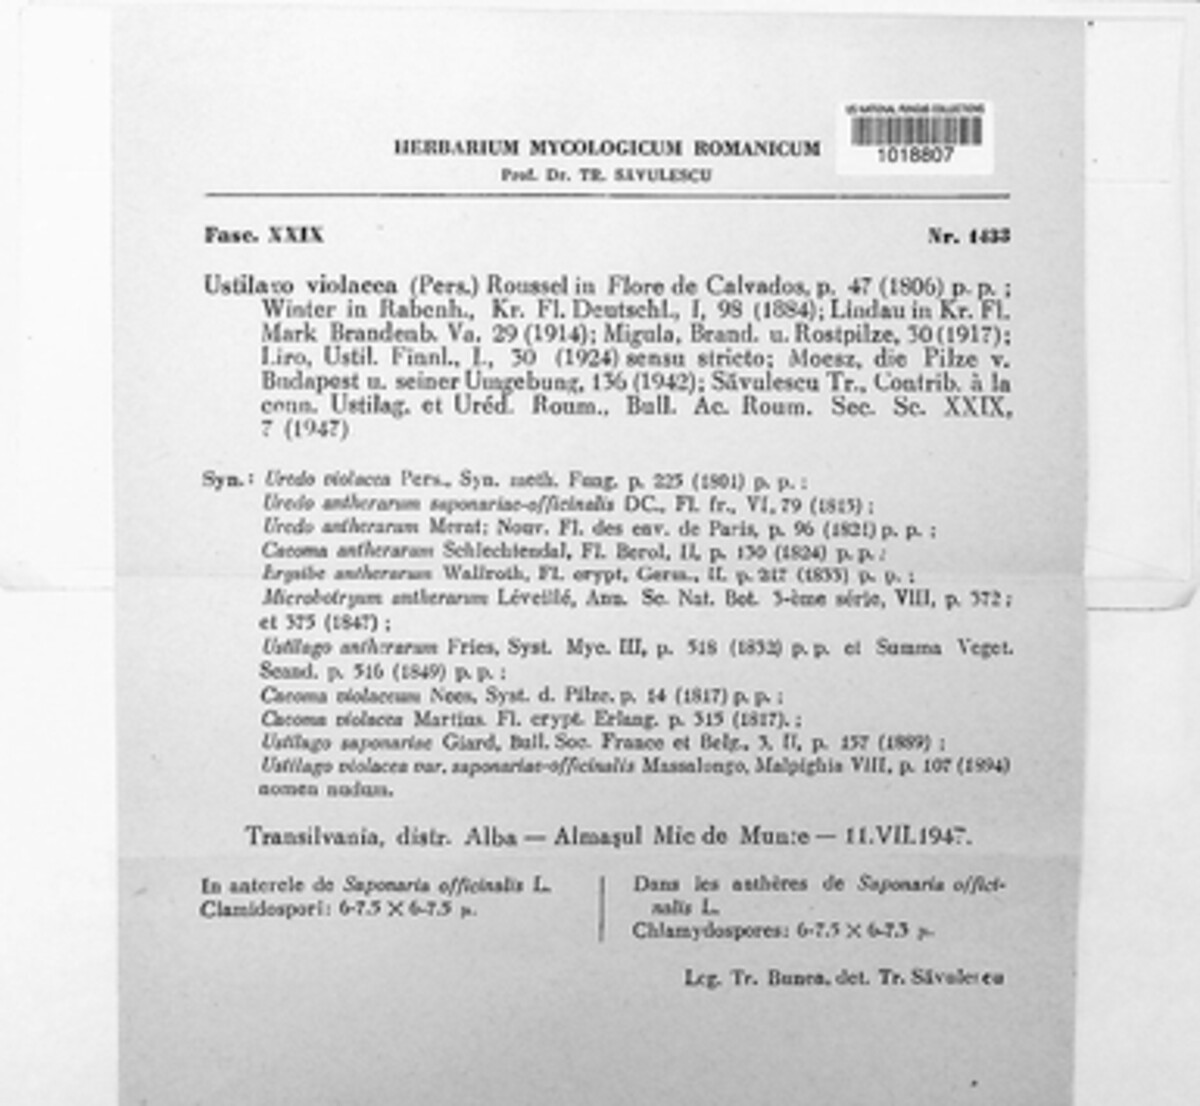 US NATIONAL FUNGUS COLLECTIONS
1018807
HERBARIUM MYCOLOGICUM ROMANICUM
Prof. Dr. TR. SĂVULESCU
Fasc. XXIX
Nr. 1433
Ustilago violacea (Pers.) Roussel in Flore de Calvados, p. 47 (1806) p. p. ;
Winter in Rabenh., Kr. Fl. Deutschl., I, 98 (1884); Lindau in Kr. Fl.
Mark Brandenb. Va. 29 (1914); Migula, Brand. u. Rostpilze, 30 (1917);
Liro, Ustil. Finnl., I., 30 (1924) sensu stricto; Moesz, die Pilze v.
Budapest u. seiner Umgebung, 136 (1942); Săvulescu Tr., Contrib. à la
conn. Ustilag. et Uréd. Roum., Bull. Ac. Roum. Sec. Sc. XXIX,
7 (1947)
Syn. : Uredo violacea Pers., Syn. meth. Fung. p. 225 (1801) p. p. ;
Uredo antherarum saponariae-officinalis DC., Fl. fr., VI, 79 (1815) ;
Uredo antherarum Merat; Nouv. Fl. des env. de Paris, p. 96 (1821) p. p. ;
Caeoma antherarum Schlechtendal, Fl. Berol, II, p. 130 (1824) p. p. ;
Erysibe antherarum Wallroth, Fl. crypt, Germ., II. p. 217 (1833) p. p. ;
Microbotryum antherarum Léveillé, Ann. Sc. Nat. Bot. 3-ème série, VIII, p. 372 ;
et 375 (1847) ;
Ustilago antherarum Fries, Syst. Myc. III, p. 518 (1832) p. p. et Summa Veget.
Scand. p. 516 (1849) p. p. ;
Caeoma violaceum Nees, Syst. d. Pilze. p. 14 (1817) p. p. ;
Caeoma violacea Martius. Fl. crypt. Erlang. p. 315 (1817). ;
Ustilago saponariae Giard, Bull. Soc. France et Belg., 3, II, p. 157 (1889) ;
Ustilago violacea var. saponariae-officinalis Massalongo, Malpighia VIII, p. 107 (1894)
nomen nudum.
Transilvania, distr. Alba — Almaşul Mic de Munte — 11.VII.1947.
In anterele de Saponaria officinalis L.
Clamidospori: 6-7.5 × 6-7.5 µ.
Dans les anthères de Saponaria offici-
nalis L.
Chlamydospores: 6-7.5 × 6-7.5 µ.
Leg. Tr. Bunea, det. Tr. Săvulescu